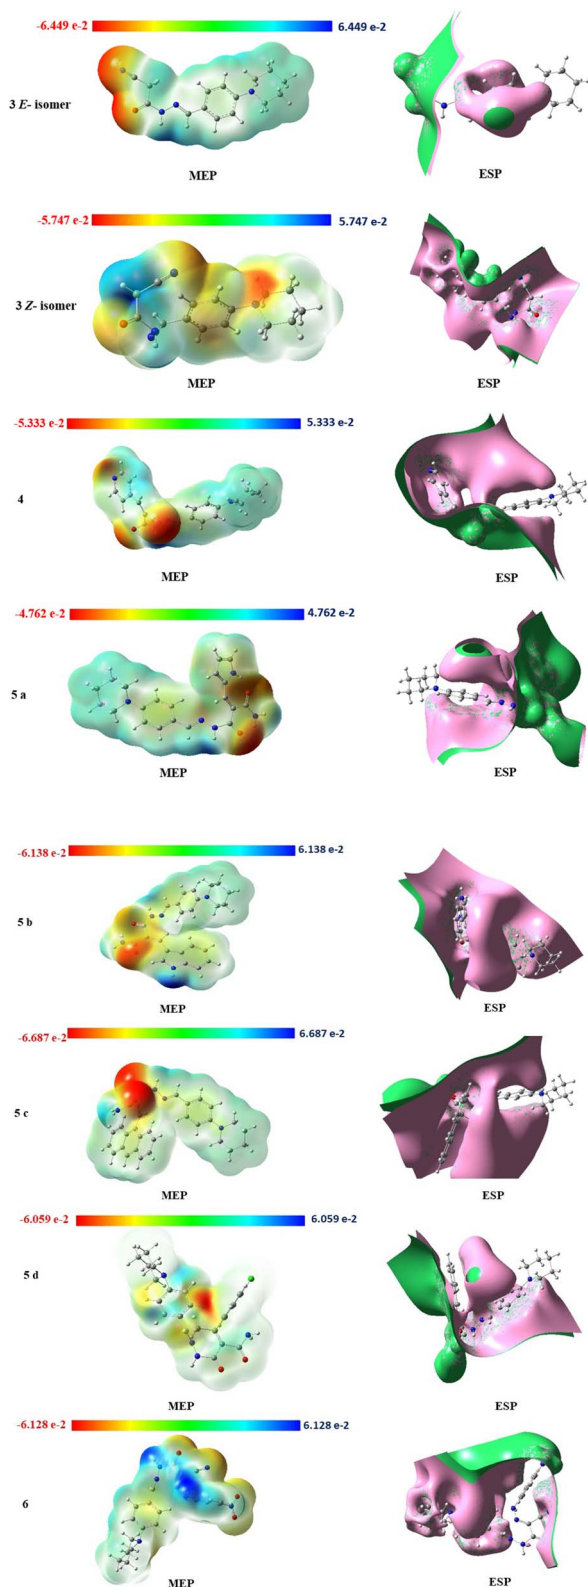 -6.449 e-2 6.449 e-2
3 E- isomer
MEP ESP
-5.747 e-2 5.747 e-2
3 Z- isomer
MEP ESP
-5.333 e-2 5.333 e-2
4
MEP ESP
-4.762 e-2 4.762 e-2
5 a
MEP ESP
-6.138 e-2 6.138 e-2
5 b
MEP ESP
-6.687 e-2 6.687 e-2
5 c
MEP ESP
-6.059 e-2 6.059 e-2
5 d
MEP ESP
-6.128 e-2 6.128 e-2
6
MEP ESP